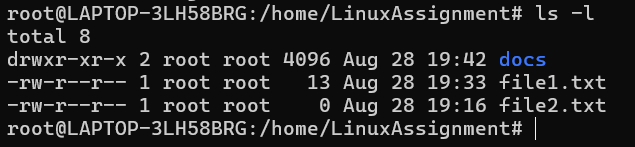 root@LAPTOP-3LH58BRG:/home/LinuxAssignment# ls -l
total 8
drwxr-xr-x 2 root root 4096 Aug 28 19:42 docs
-rw-r--r-- 1 root root   13 Aug 28 19:33 file1.txt
-rw-r--r-- 1 root root    0 Aug 28 19:16 file2.txt
root@LAPTOP-3LH58BRG:/home/LinuxAssignment#